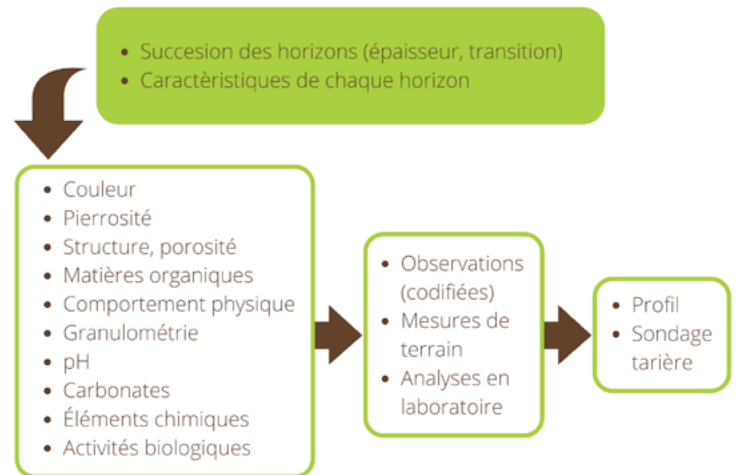 • Succesion des horizons (épaisseur, transition)
• Caractèristiques de chaque horizon
• Couleur
• Pierrosité
• Structure, porosité
• Matières organiques
• Comportement physique
• Granulométrie
• pH
• Carbonates
• Éléments chimiques
• Activités biologiques
• Observations
(codifiées)
• Mesures de
terrain
• Analyses en
laboratoire
• Profil
• Sondage
tarière